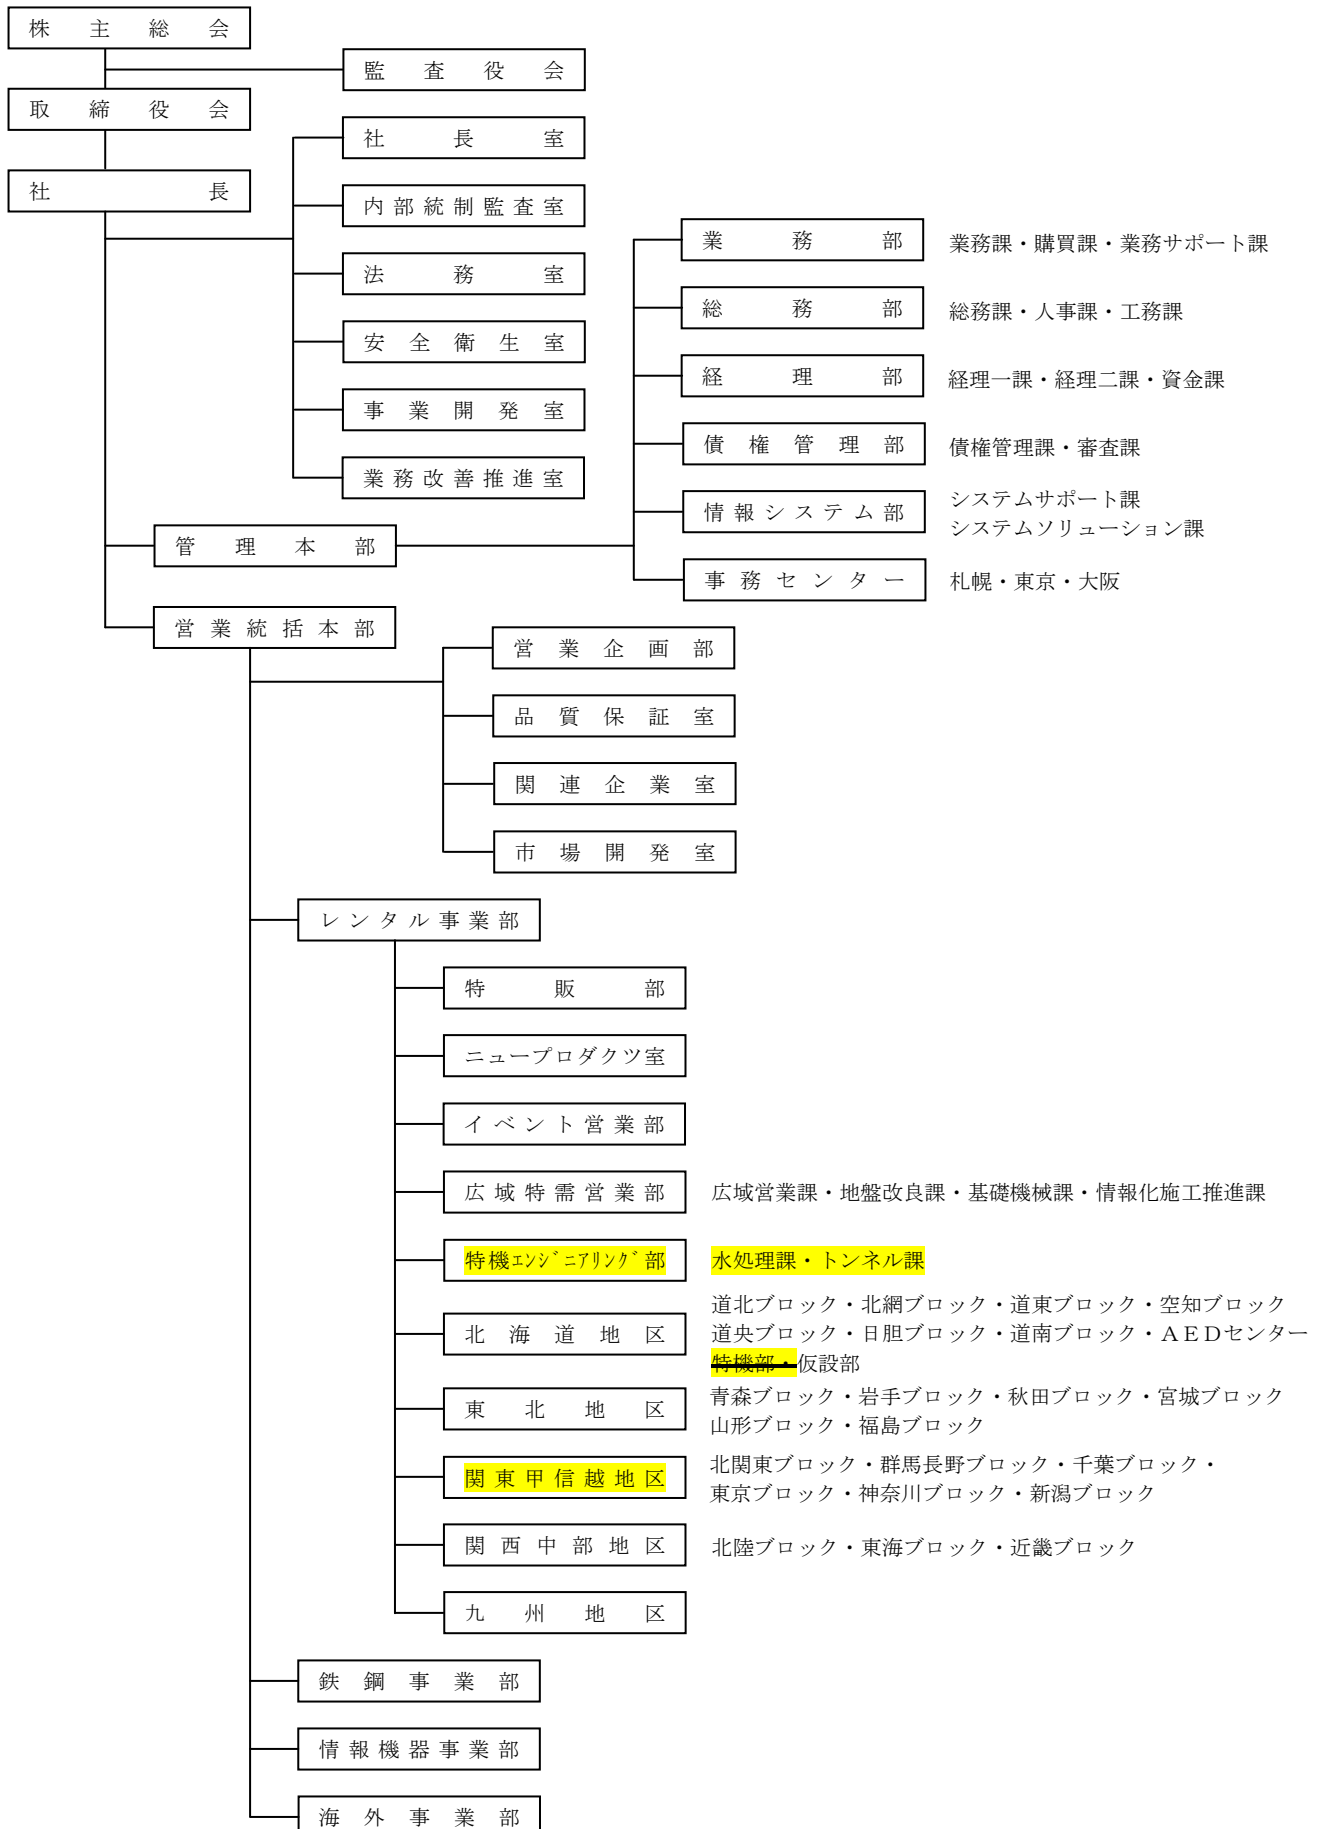 株主総会
監査役会
取締役会
社長室
社長
内部統制監査室
業務部 業務課・購買課・業務サポート課
法務室
総務部 総務課・人事課・工務課
安全衛生室
経理部 経理一課・経理二課・資金課
事業開発室
債権管理部 債権管理課・審査課
業務改善推進室
情報システム部 システムサポート課
システムソリューション課
管理本部
事務センター 札幌・東京・大阪
営業統括本部
営業企画部
品質保証室
関連企業室
市場開発室
レンタル事業部
特販部
ニュープロダクツ室
イベント営業部
広域特需営業部 広域営業課・地盤改良課・基礎機械課・情報化施工推進課
特機ｴﾝｼﾞﾆｱﾘﾝｸﾞ部 水処理課・トンネル課
道北ブロック・北網ブロック・道東ブロック・空知ブロック
北海道地区 道央ブロック・日胆ブロック・道南ブロック・ＡＥＤセンター
特機部・仮設部
東北地区 青森ブロック・岩手ブロック・秋田ブロック・宮城ブロック
山形ブロック・福島ブロック
関東甲信越地区 北関東ブロック・群馬長野ブロック・千葉ブロック・
東京ブロック・神奈川ブロック・新潟ブロック
関西中部地区 北陸ブロック・東海ブロック・近畿ブロック
九州地区
鉄鋼事業部
情報機器事業部
海外事業部